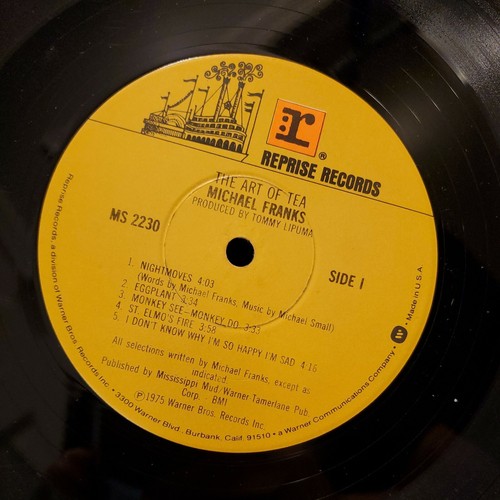 r
®
REPRISE RECORDS
THE ART OF TEA
MICHAEL FRANKS
PRODUCED BY TOMMY LIPUMA
MS 2230
SIDE I
1. NIGHTMOVES 4:03
(Words by Michael Franks, Music by Michael Small)
2. EGGPLANT 3:34
3. MONKEY SEE—MONKEY DO 3:33
4. ST. ELMO'S FIRE 3:58
5. I DON'T KNOW WHY I'M SO HAPPY I'M SAD 4:16
All selections written by Michael Franks, except as
indicated.
Published by Mississippi Mud/Warner Tamerlane Pub.
Corp. BMI
Ⓟ1975 Warner Bros. Records Inc.
Reprise Records, a division of Warner Bros. Records Inc. • 3300 Warner Blvd., Burbank, Calif. 91510 • a Warner Communications Company • Made in U.S.A.